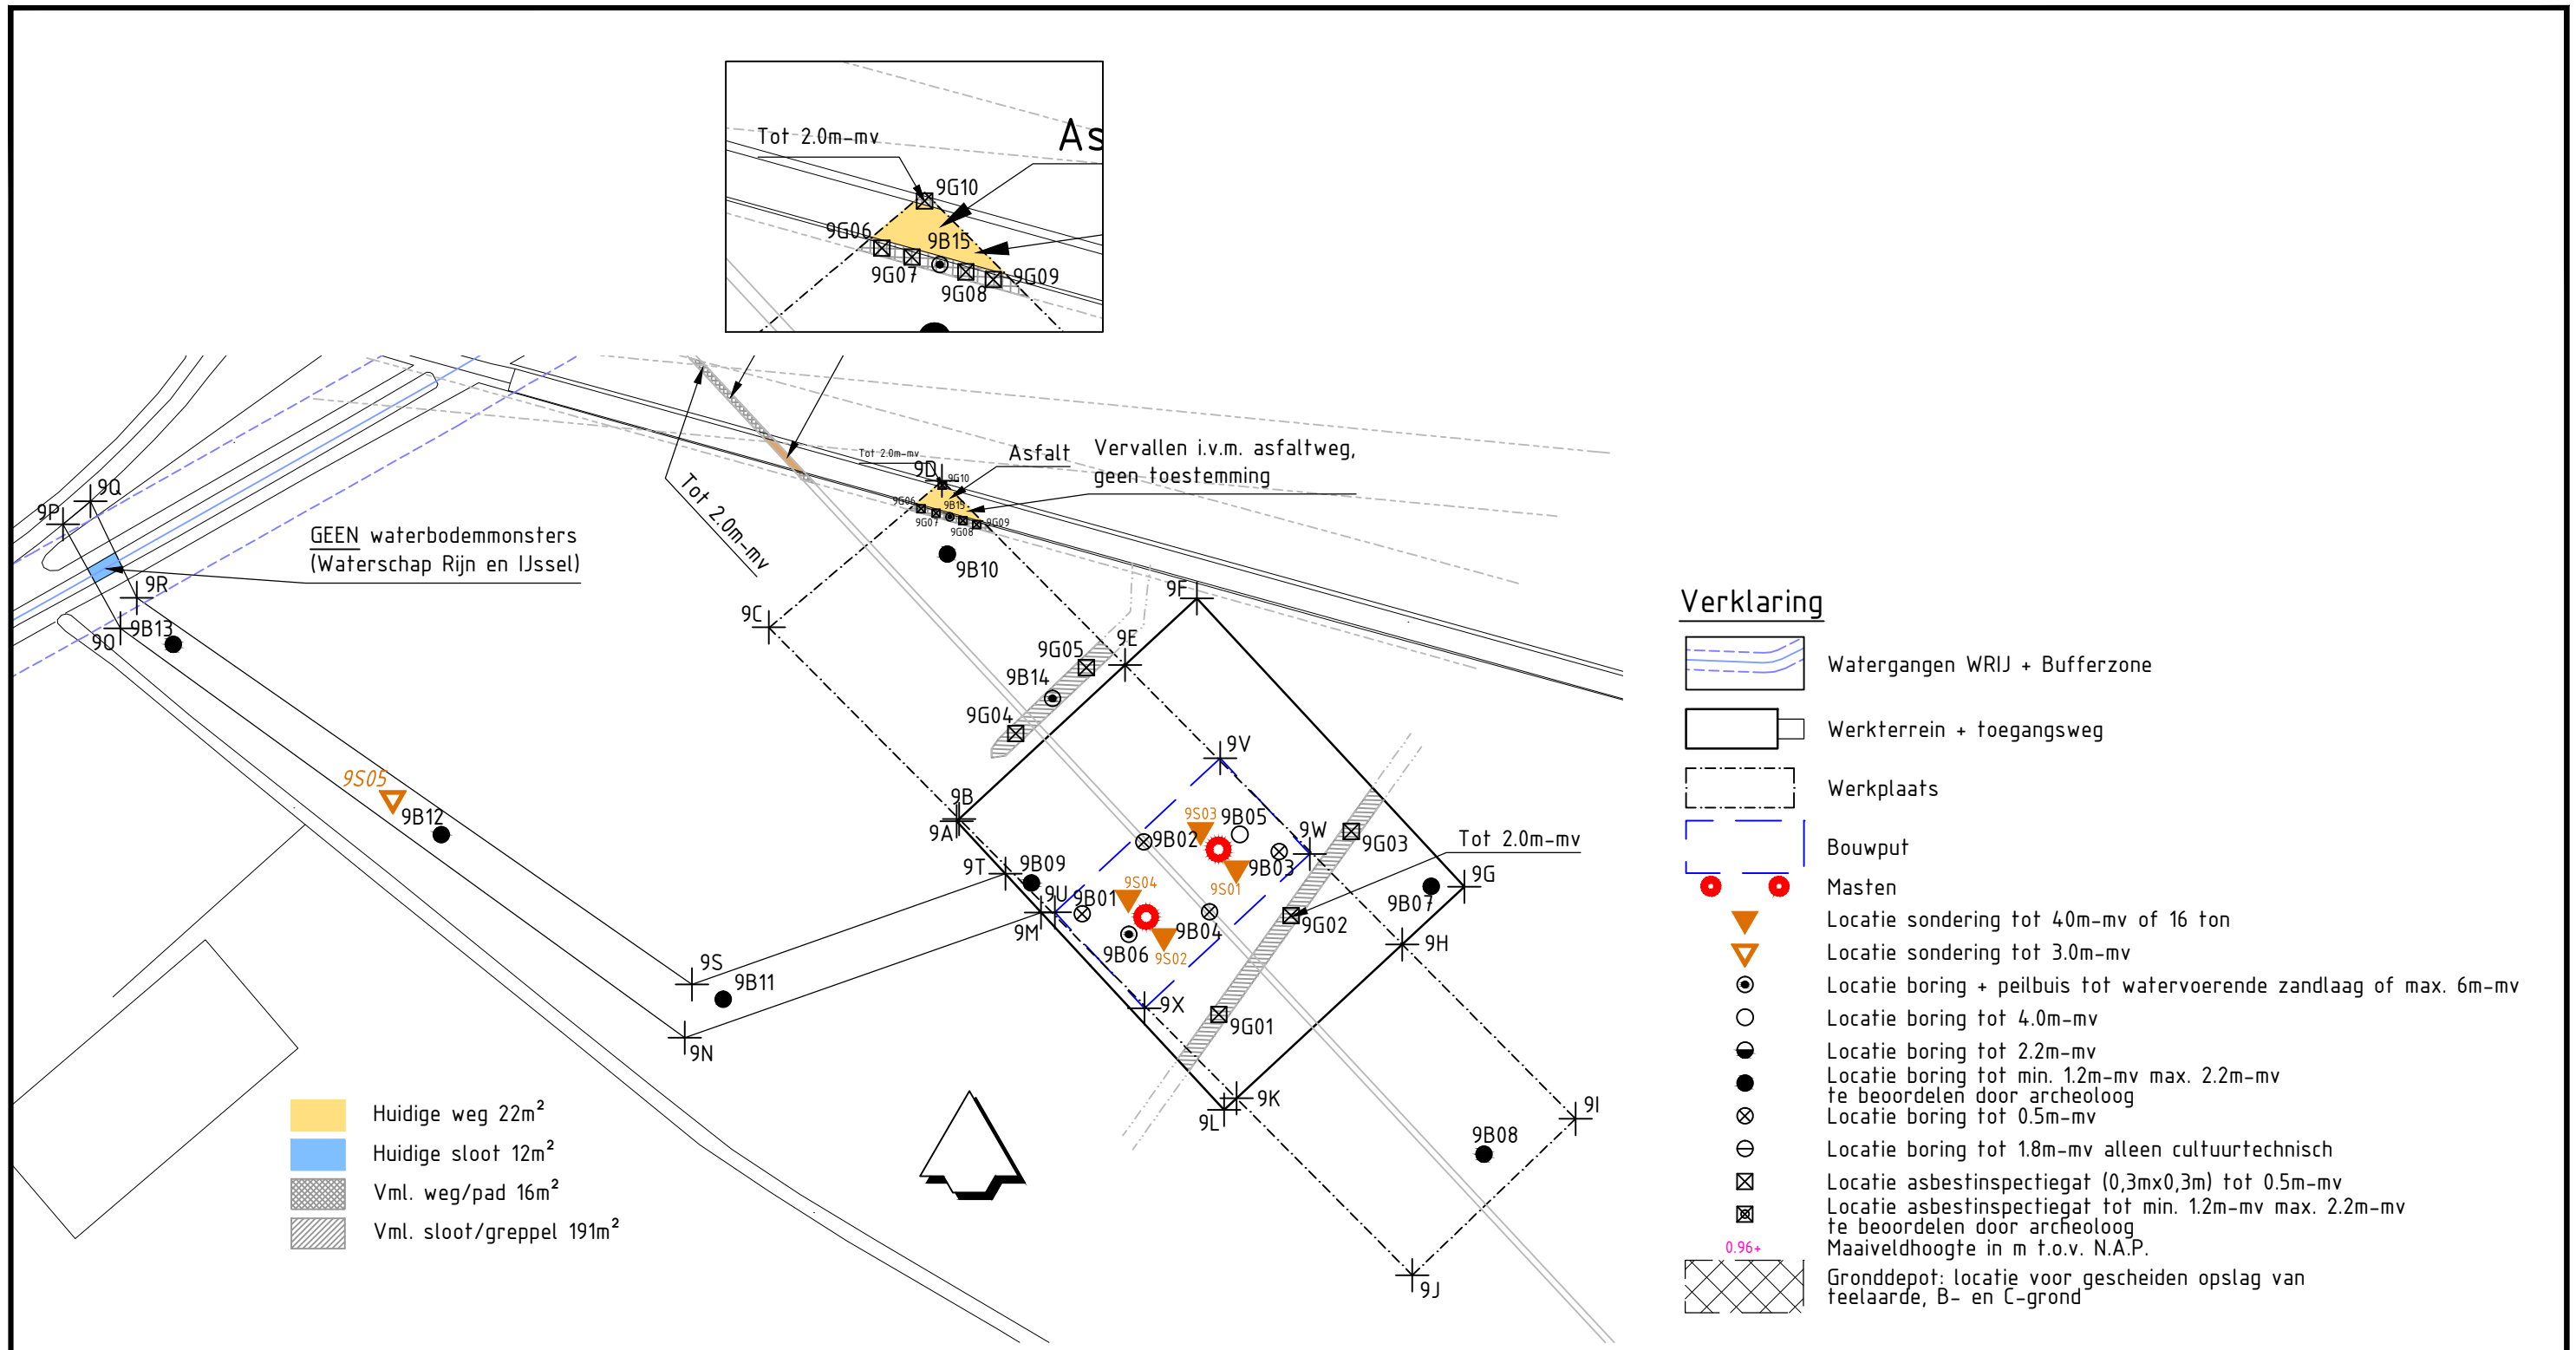 Tot 2.0m-mv
As
9G10
9G06
9B15
9G07
9G08
9G09
Tot 2.0m-mv
Tot 2.0m-mv
9D
9G10
Asfalt
Vervallen i.v.m. asfaltweg,
geen toestemming
9G06
9B15
9G07
9G08
9G09
9B10
9Q
9P
GEEN waterbodemmonsters
(Waterschap Rijn en IJssel)
9R
9B13
9O
9C
9F
9E
9G05
9B14
9G04
9V
9S05
9B12
9B
9A
9S03
9B05
9B02
9W
9G03
Tot 2.0m-mv
9T
9B09
9B03
9S01
9S04
9U
9B01
9G
9B07
9M
9B04
9G02
9B06
9S02
9H
9S
9B11
9X
9G01
9N
9K
9L
9I
9B08
9J
Huidige weg 22m²
Huidige sloot 12m²
Vml. weg/pad 16m²
Vml. sloot/greppel 191m²
Verklaring
Watergangen WRIJ + Bufferzone
Werkterrein + toegangsweg
Werkplaats
Bouwput
Masten
Locatie sondering tot 40m-mv of 16 ton
Locatie sondering tot 3.0m-mv
Locatie boring + peilbuis tot watervoerende zandlaag of max. 6m-mv
Locatie boring tot 4.0m-mv
Locatie boring tot 2.2m-mv
Locatie boring tot min. 1.2m-mv max. 2.2m-mv
te beoordelen door archeoloog
Locatie boring tot 0.5m-mv
Locatie boring tot 1.8m-mv alleen cultuurtechnisch
Locatie asbestinspectiegat (0,3mx0,3m) tot 0.5m-mv
Locatie asbestinspectiegat tot min. 1.2m-mv max. 2.2m-mv
te beoordelen door archeoloog
0.96+
Maaiveldhoogte in m t.o.v. N.A.P.
Gronddepot: locatie voor gescheiden opslag van
teelaarde, B- en C-grond